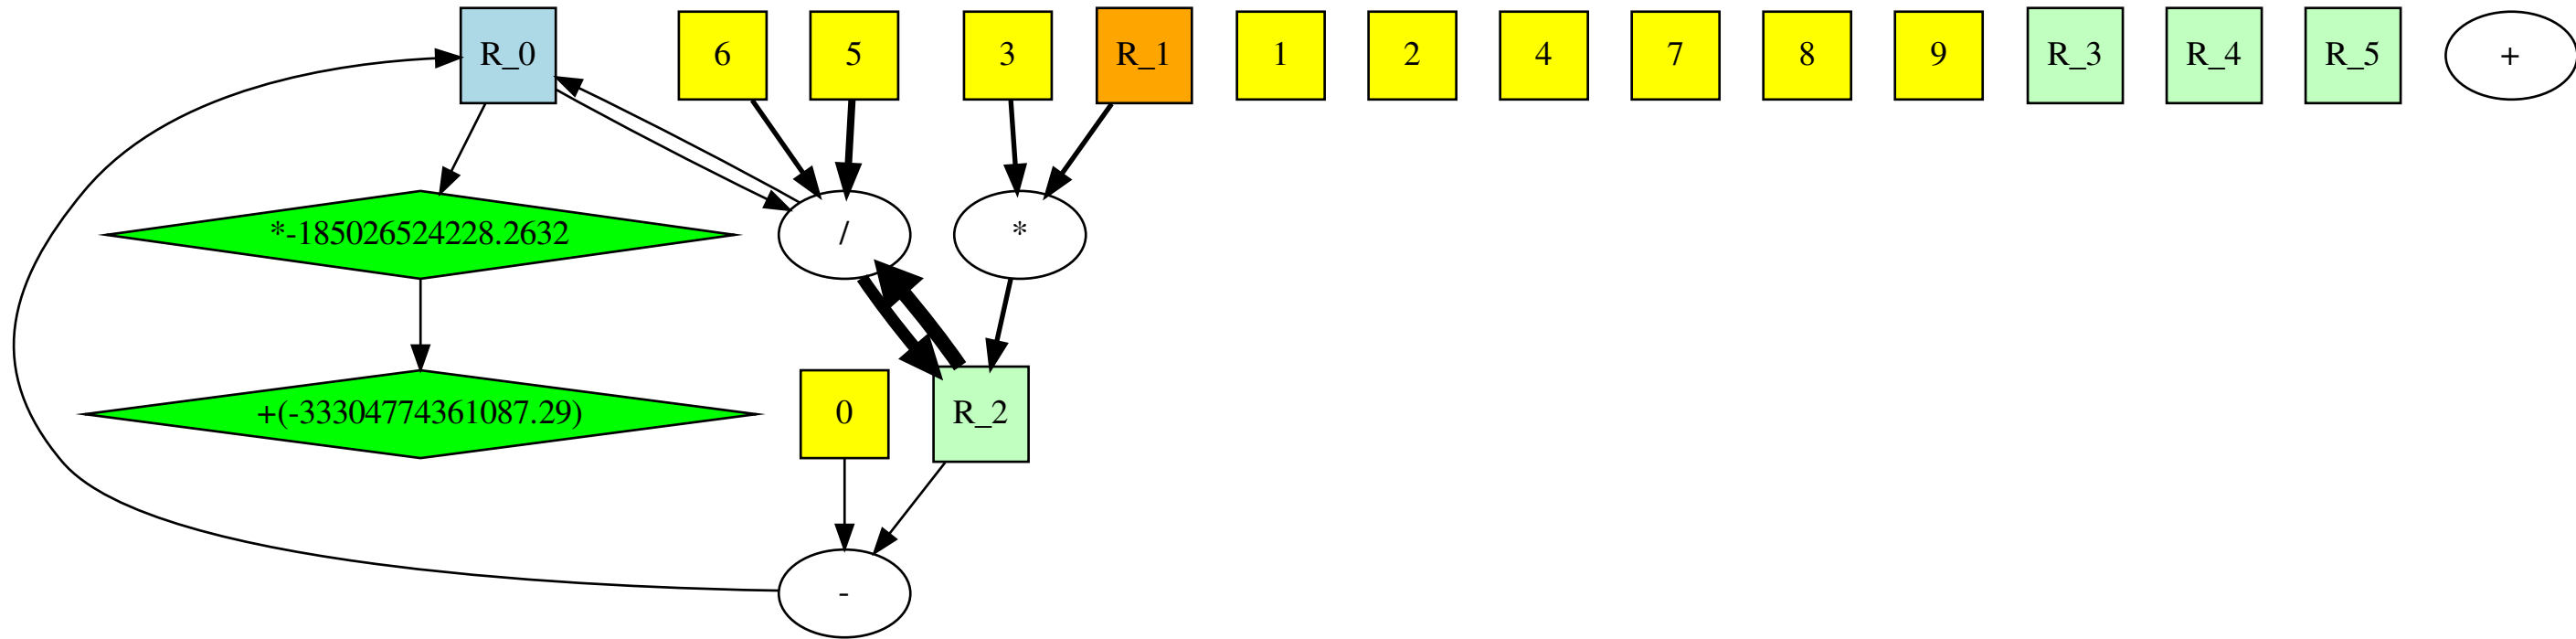 R_0
6
5
3
R_1
1
2
4
7
8
9
R_3
R_4
R_5
+
*-185026524228.2632
/
*
+(-33304774361087.29)
0
R_2
-